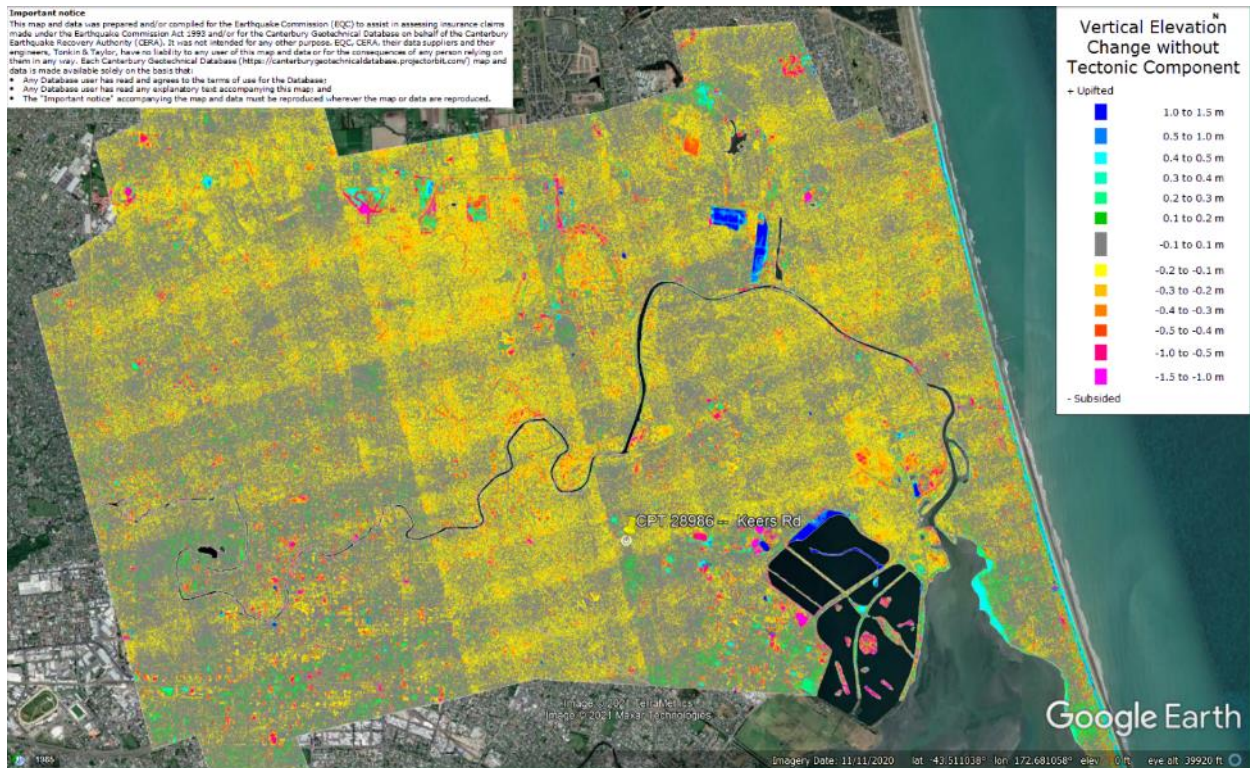 Important notice
This map and data was prepared and/or compiled for the Earthquake Commission (EQC) to assist in assessing insurance claims
made under the Earthquake Commission Act 1993 and/or for the Canterbury Geotechnical Database on behalf of the Canterbury
Earthquake Recovery Authority (CERA). It was not intended for any other purpose. EQC, CERA, their data suppliers and their
engineers, Tonkin & Taylor, have no liability to any user of this map and data or for the consequences of any person relying on
them in any way. Each Canterbury Geotechnical Database (https://canterburygeotechnicaldatabase.projectorbit.com/) map and
data is made available solely on the basis that:
• Any Database user has read and agrees to the terms of use for the Database;
• Any Database user has read any explanatory text accompanying this map; and
• The "Important notice" accompanying the map and data must be reproduced wherever the map or data are reproduced.
N
Vertical Elevation
Change without
Tectonic Component
+ Uplifted
1.0 to 1.5 m
0.5 to 1.0 m
0.4 to 0.5 m
0.3 to 0.4 m
0.2 to 0.3 m
0.1 to 0.2 m
-0.1 to 0.1 m
-0.2 to -0.1 m
-0.3 to -0.2 m
-0.4 to -0.3 m
-0.5 to -0.4 m
-1.0 to -0.5 m
-1.5 to -1.0 m
- Subsided
CPT 28986 -- Keers Rd
Image © 2021 TerraMetrics
Image © 2021 Maxar Technologies
Google Earth
1985
Imagery Date: 11/11/2020 lat -43.511038° lon 172.681058° elev 0 ft eye alt 39920 ft